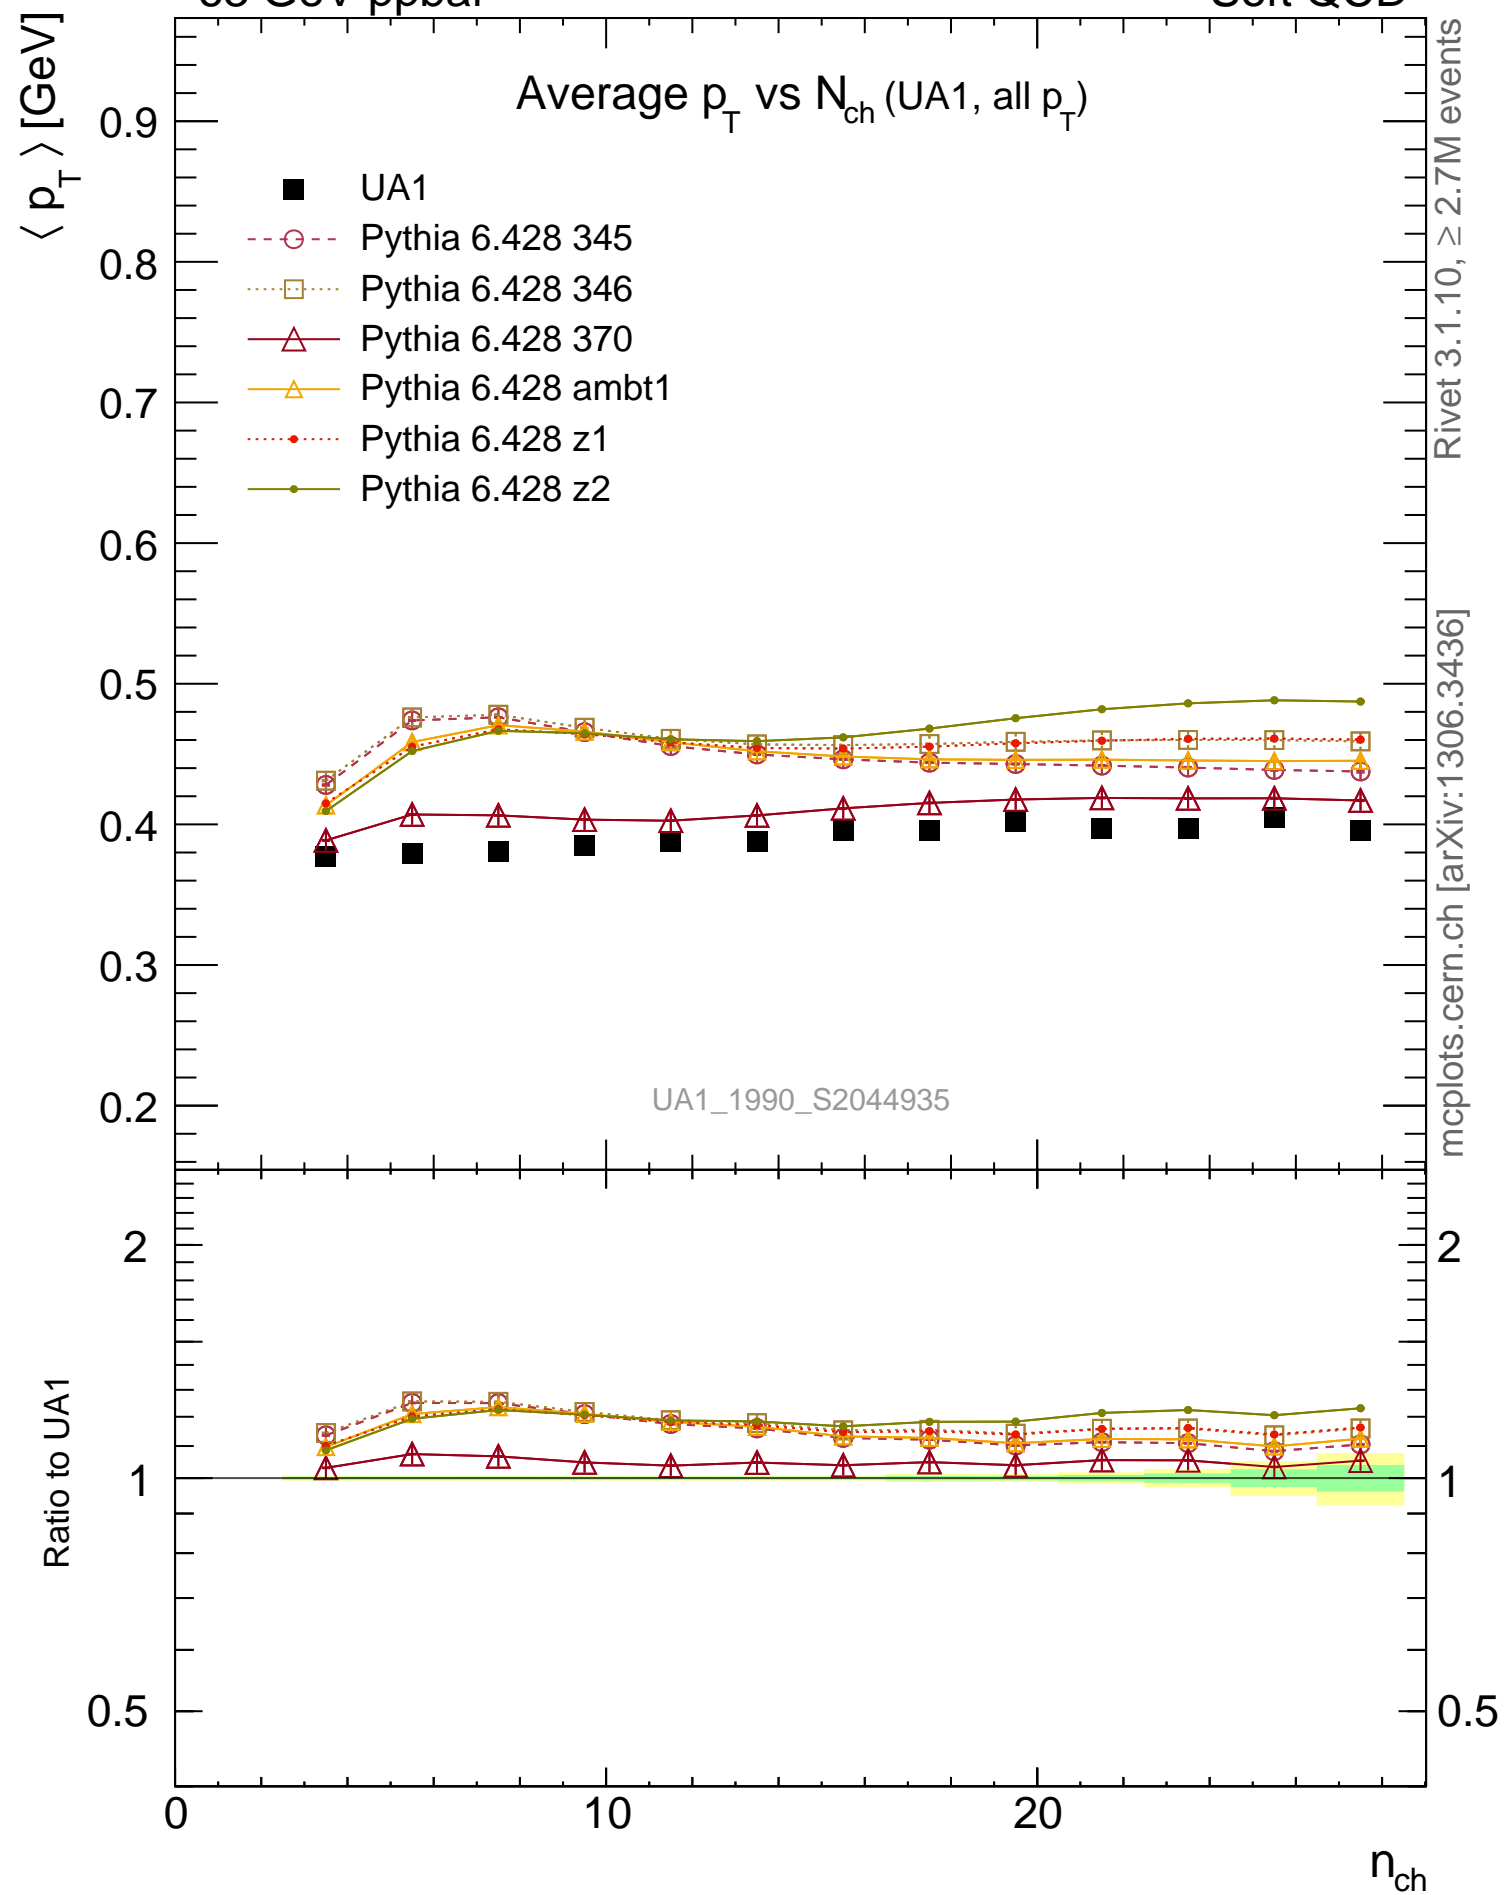 ppbar
Soft QCD
⟨ p_T ⟩ [GeV]
Average p_T vs N_ch (UA1, all p_T)
UA1
Pythia 6.428 345
Pythia 6.428 346
Pythia 6.428 370
Pythia 6.428 ambt1
Pythia 6.428 z1
Pythia 6.428 z2
0.9
0.8
0.7
0.6
0.5
0.4
0.3
0.2
UA1_1990_S2044935
Rivet 3.1.10, ≥ 2.7M events
mcplots.cern.ch [arXiv:1306.3436]
Ratio to UA1
2
1
0.5
2
1
0.5
0
10
20
n_ch